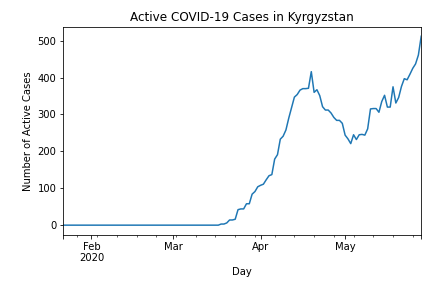 Active COVID-19 Cases in Kyrgyzstan
Number of Active Cases
500
400
300
200
100
0
Feb
2020
Mar
Apr
May
Day